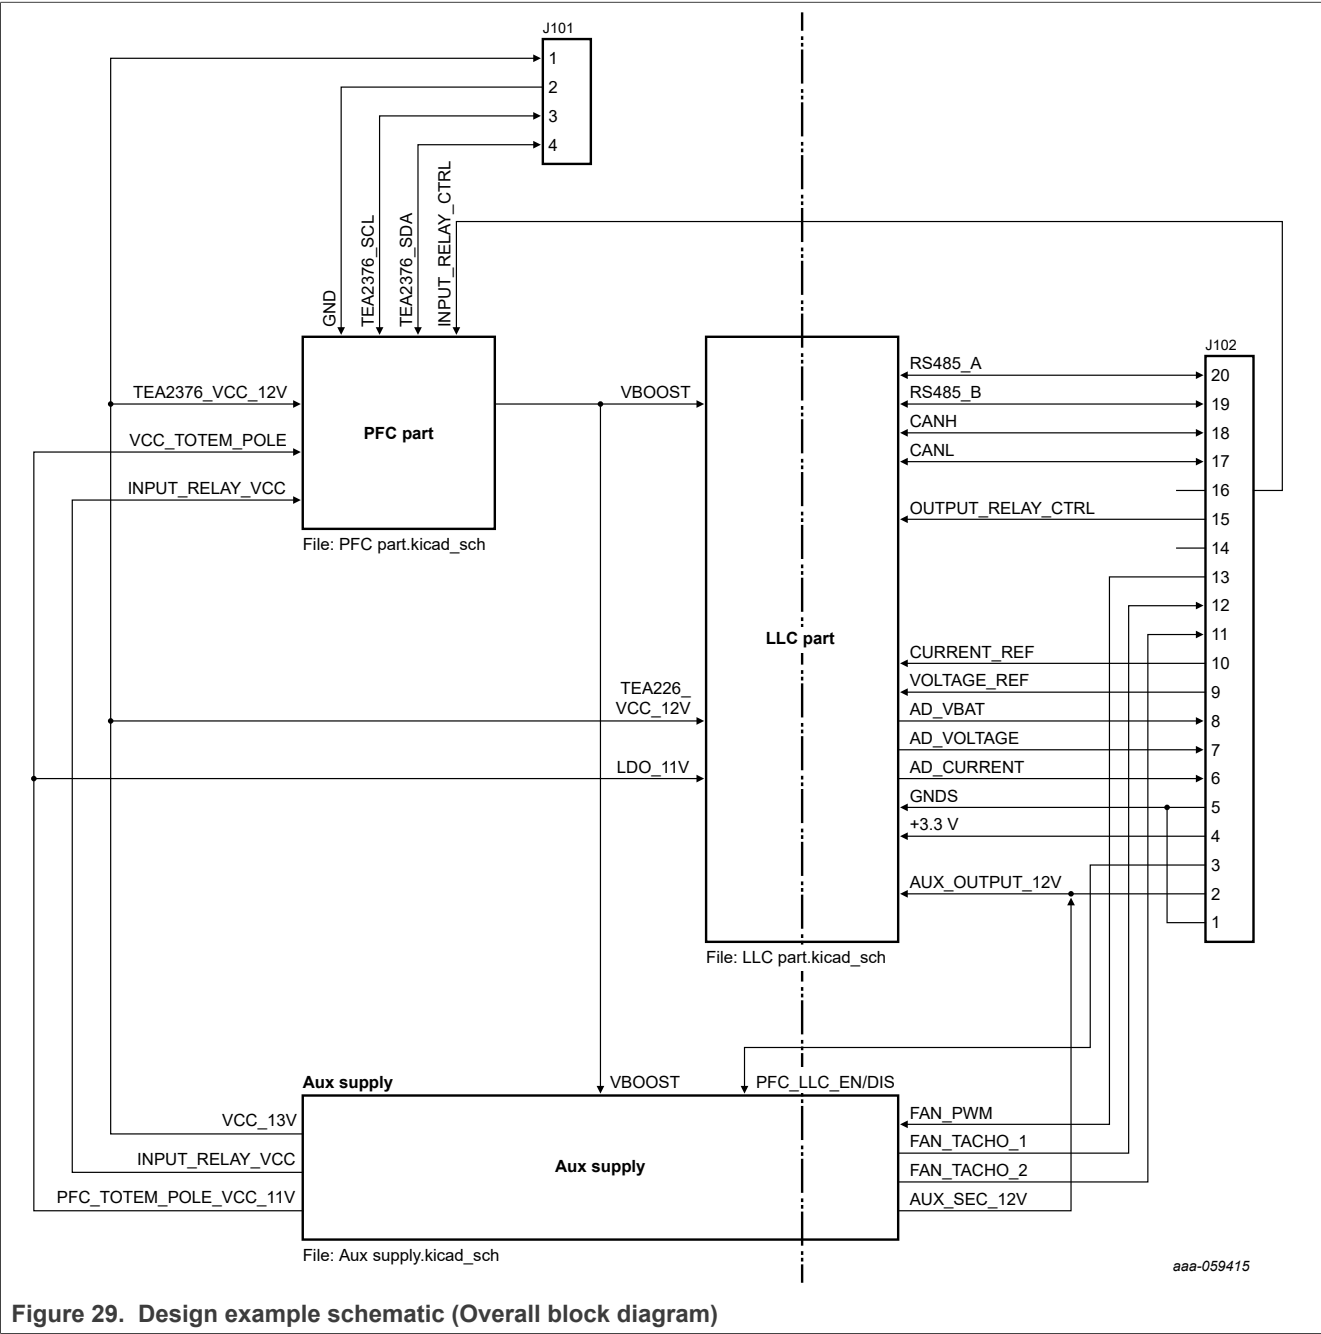 J101
1
2
3
4
GND
TEA2376_SCL
TEA2376_SDA
INPUT_RELAY_CTRL
TEA2376_VCC_12V
VCC_TOTEM_POLE
INPUT_RELAY_VCC
PFC part
File: PFC part.kicad_sch
VBOOST
TEA226_
VCC_12V
LDO_11V
LLC part
File: LLC part.kicad_sch
J102
RS485_A
20
RS485_B
19
CANH
18
CANL
17
16
OUTPUT_RELAY_CTRL
15
14
13
12
11
CURRENT_REF
10
VOLTAGE_REF
9
AD_VBAT
8
AD_VOLTAGE
7
AD_CURRENT
6
GNDS
5
+3.3 V
4
3
AUX_OUTPUT_12V
2
1
Aux supply
VBOOST
PFC_LLC_EN/DIS
VCC_13V
INPUT_RELAY_VCC
PFC_TOTEM_POLE_VCC_11V
Aux supply
FAN_PWM
FAN_TACHO_1
FAN_TACHO_2
AUX_SEC_12V
File: Aux supply.kicad_sch
aaa-059415
Figure 29. Design example schematic (Overall block diagram)